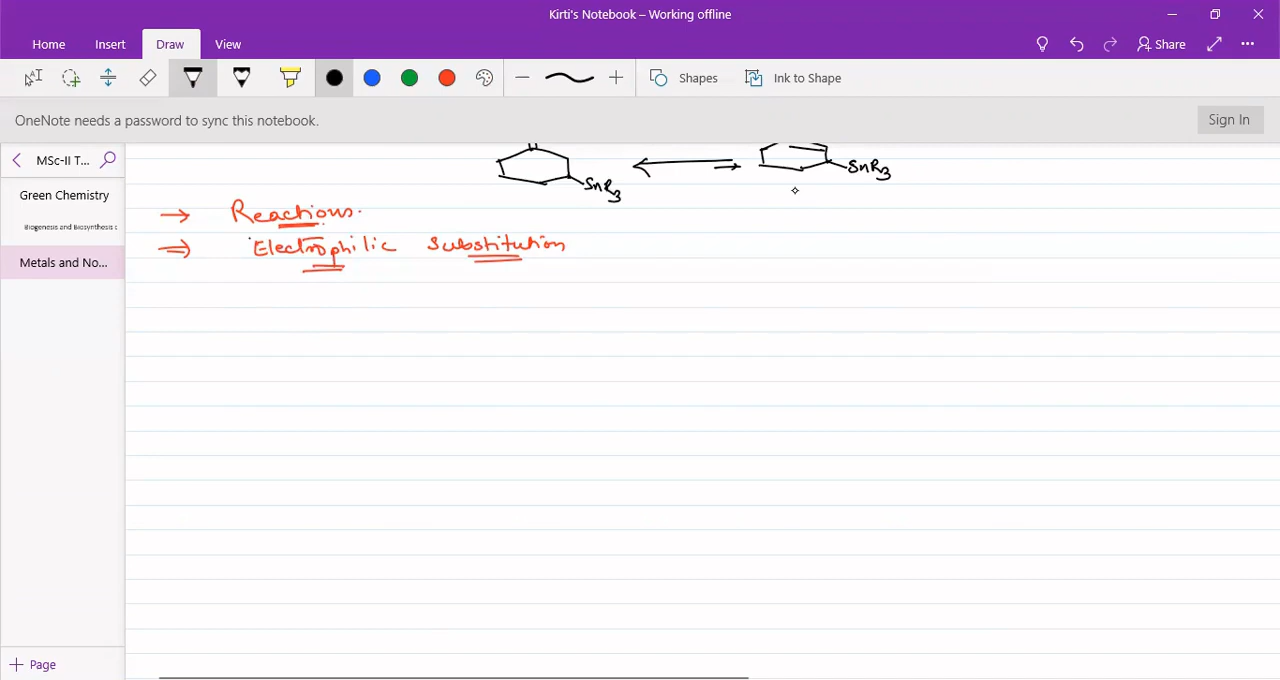 Kirti's Notebook – Working offline
Home Insert Draw View Share
Shapes Ink to Shape
OneNote needs a password to sync this notebook. Sign In
MSc-II T...
Green Chemistry
Biogenesis and Biosynthesis c
Metals and No...
SnR3 SnR3
→ Reactions.
⇒ Electrophilic Substitution
+ Page